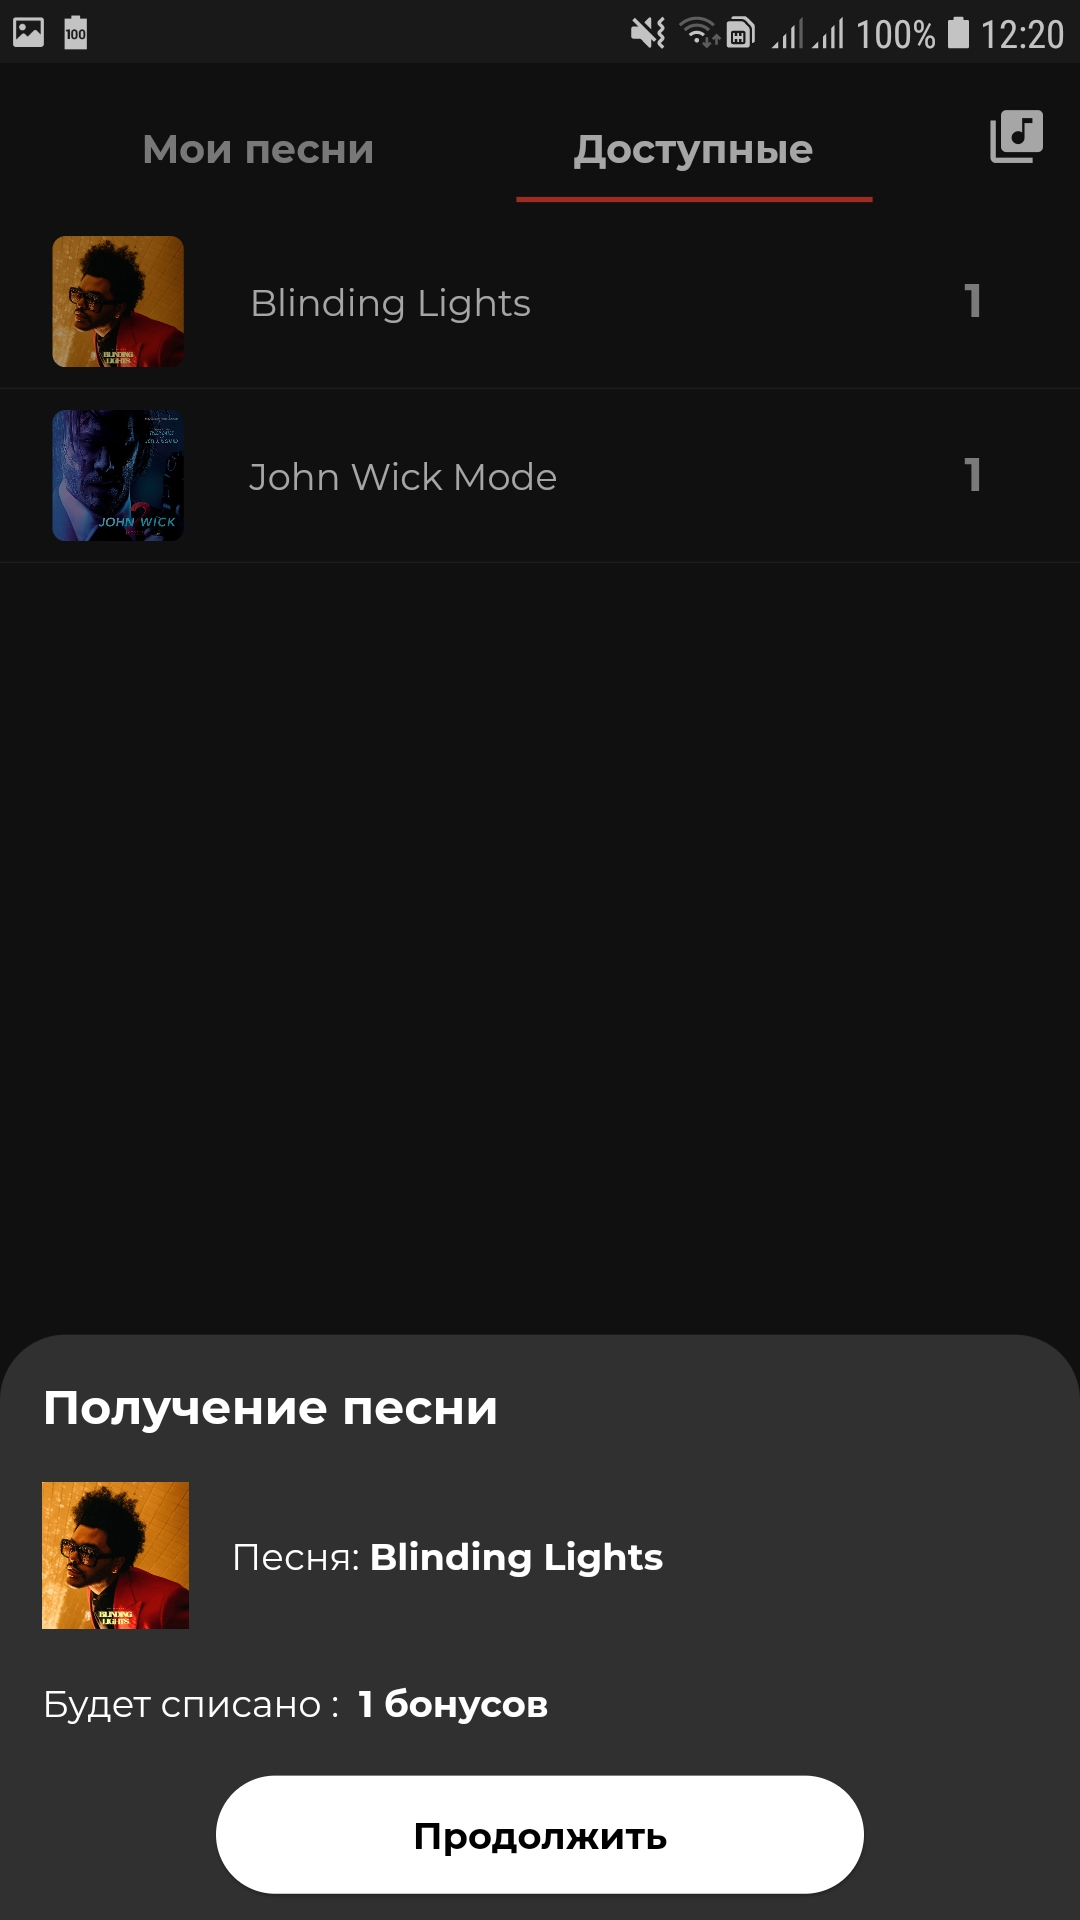 100 100% 12:20
Мои песни Доступные
Blinding Lights 1
BLINDING
LIGHTS
John Wick Mode 1
JOHN WICK
Получение песни
Песня: Blinding Lights
BLINDING
LIGHTS
Будет списано : 1 бонусов
Продолжить